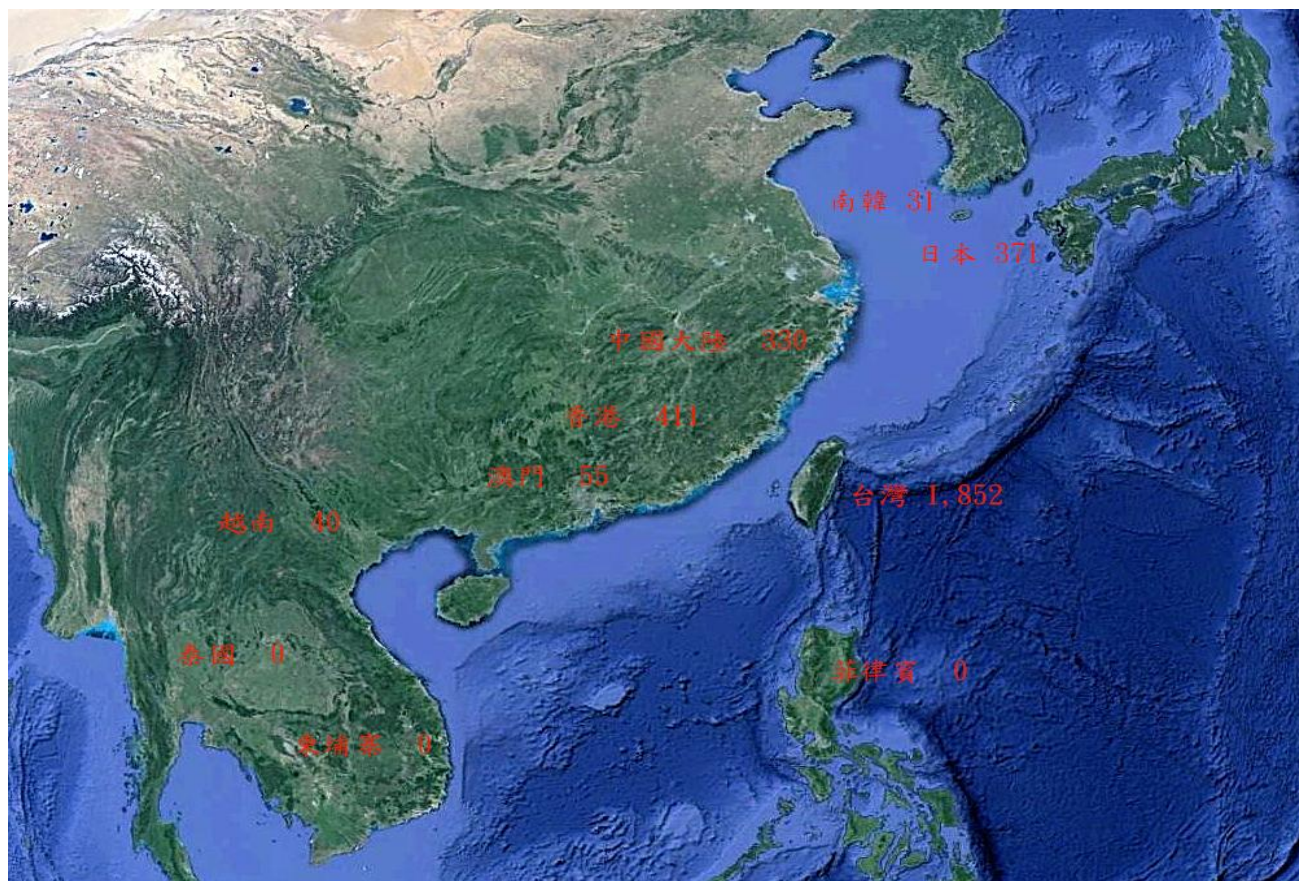 南韓 31
日本 371
中國大陸 330
香港 411
澳門 55
台灣 1,852
越南 40
泰國 0
菲律賓 0
柬埔寨 0